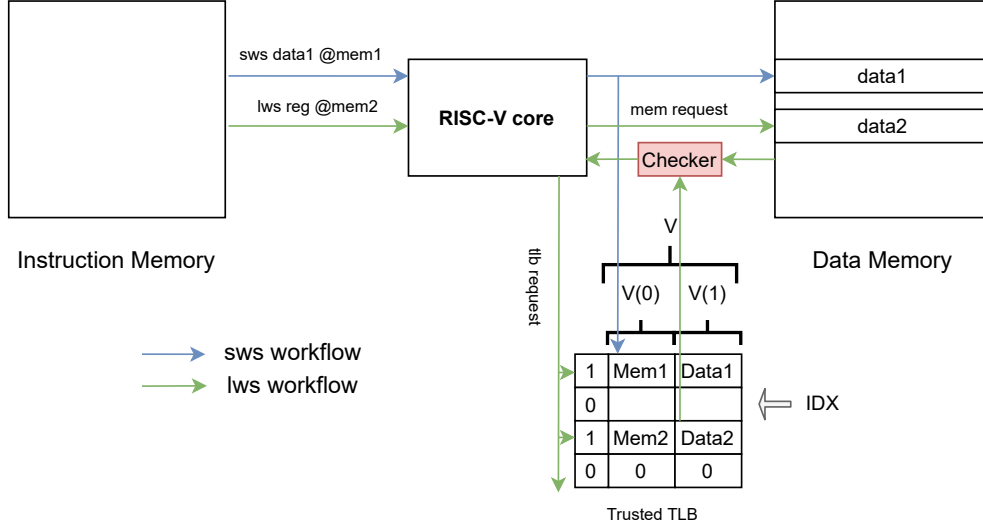 sws data1 @mem1
lws reg @mem2
RISC-V core
mem request
data1
data2
Checker
Instruction Memory
Data Memory
tlb request
V
V(0) V(1)
sws workflow
lws workflow
1 Mem1 Data1
0
1 Mem2 Data2
0 0 0
IDX
Trusted TLB